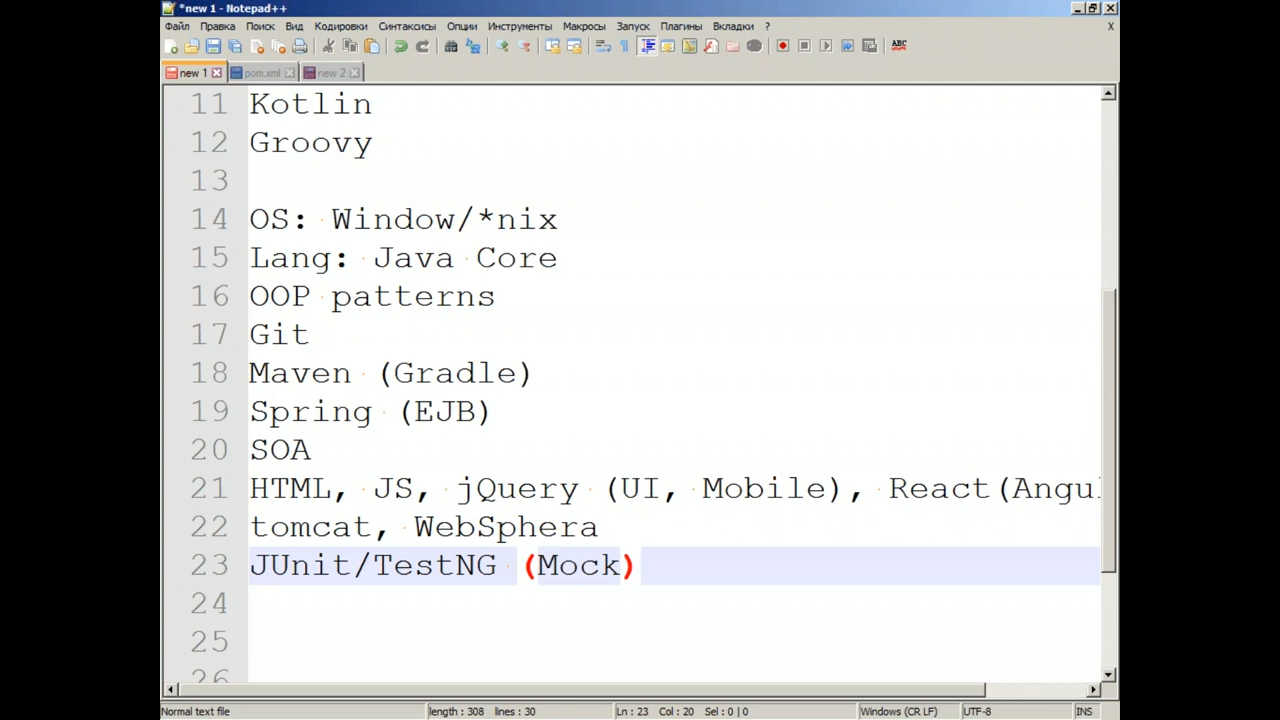 *new 1 - Notepad++
Файл Правка Поиск Вид Кодировки Синтаксисы Опции Инструменты Макросы Запуск Плагины Вкладки ? X
ABC
new 1 pom.xml new 2
11 Kotlin
12 Groovy
13
14 OS: Window/*nix
15 Lang: Java Core
16 OOP patterns
17 Git
18 Maven (Gradle)
19 Spring (EJB)
20 SOA
21 HTML, JS, jQuery (UI, Mobile), React(Angul
22 tomcat, WebSphera
23 JUnit/TestNG (Mock)
24
25
26
Normal text file length : 308 lines : 30 Ln : 23 Col : 20 Sel : 0 | 0 Windows (CR LF) UTF-8 INS